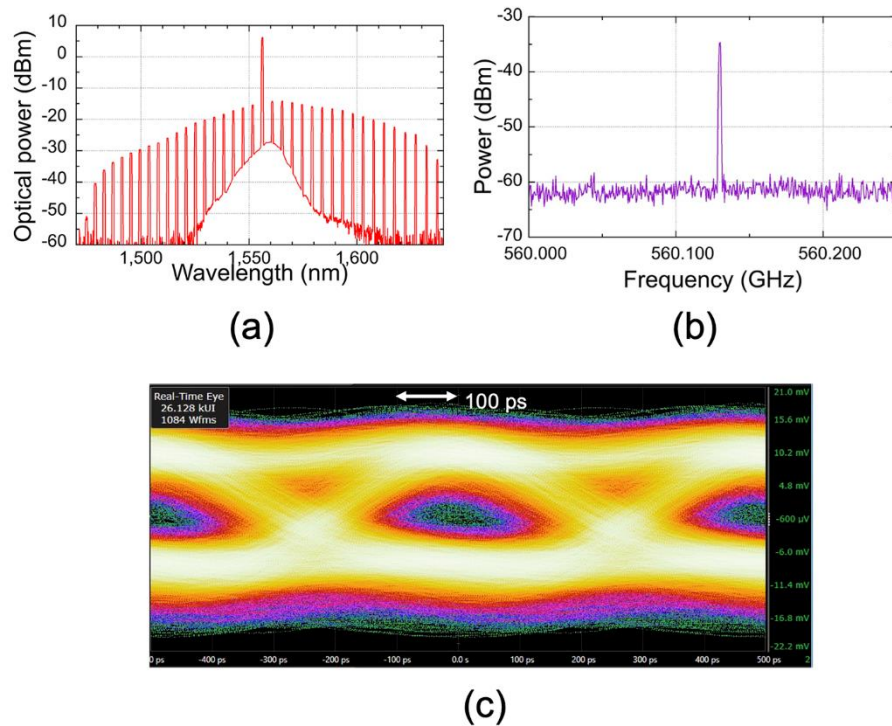 10
0
-10
-20
-30
-40
-50
-60
Optical power (dBm)
1,500
1,550
1,600
Wavelength (nm)
(a)
-30
-40
-50
-60
-70
Power (dBm)
560.000
560.100
560.200
Frequency (GHz)
(b)
Real-Time Eye
26.128 kUI
1084 Wfms
100 ps
21.0 mV
15.6 mV
10.2 mV
4.8 mV
-600 µV
-6.0 mV
-11.4 mV
-16.8 mV
-22.2 mV
0 ps -400 ps -300 ps -200 ps -100 ps 0.0 s 100 ps 200 ps 300 ps 400 ps 500 ps 2
(c)